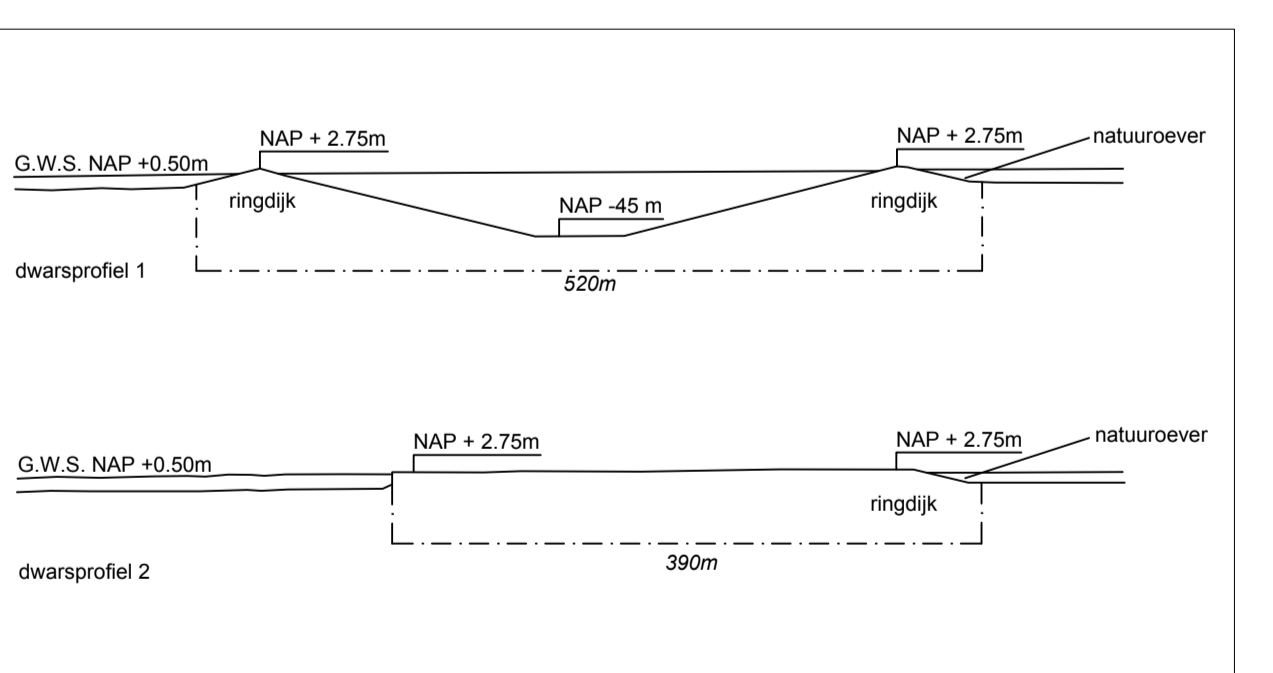 NAP + 2.75m
NAP + 2.75m
natuuroever
G.W.S. NAP +0.50m
ringdijk
NAP -45 m
ringdijk
dwarsprofiel 1
520m
NAP + 2.75m
NAP + 2.75m
natuuroever
G.W.S. NAP +0.50m
ringdijk
390m
dwarsprofiel 2